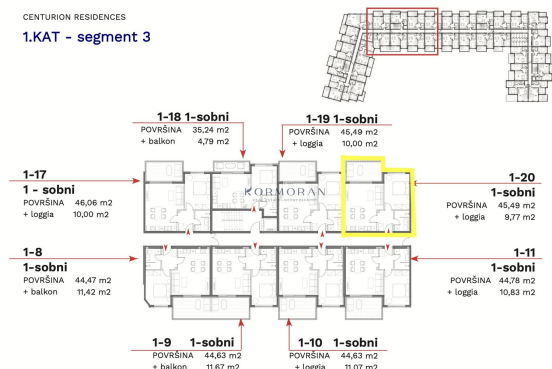 CENTURION RESIDENCES
1.KAT - segment 3
1-18 1-sobni
POVRŠINA 35,24 m2
+ balkon 4,79 m2
1-19 1-sobni
POVRŠINA 45,49 m2
+ loggia 10,00 m2
1-17
1 - sobni
POVRŠINA 46,06 m2
+ loggia 10,00 m2
1-20
1-sobni
POVRŠINA 45,49 m2
+ loggia 9,77 m2
KORMORAN
1-8
1-sobni
POVRŠINA 44,47 m2
+ balkon 11,42 m2
1-11
1-sobni
POVRŠINA 44,78 m2
+ loggia 10,83 m2
1-9 1-sobni
POVRŠINA 44,63 m2
+ balkon 11,67 m2
1-10 1-sobni
POVRŠINA 44,63 m2
+ loggia 11,07 m2